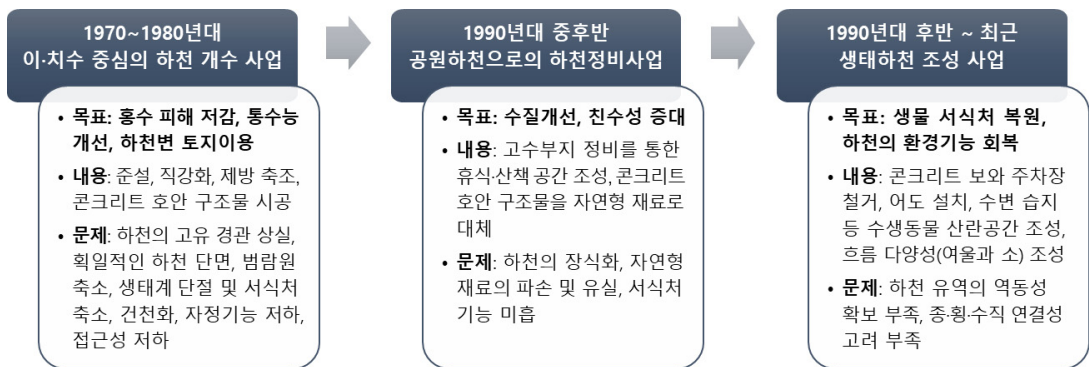 1970~1980년대
이·치수 중심의 하천 개수 사업
• 목표: 홍수 피해 저감, 통수능
개선, 하천변 토지이용
• 내용: 준설, 직강화, 제방 축조,
콘크리트 호안 구조물 시공
• 문제: 하천의 고유 경관 상실,
획일적인 하천 단면, 범람원
축소, 생태계 단절 및 서식처
축소, 건천화, 자정기능 저하,
접근성 저하
1990년대 중후반
공원하천으로의 하천정비사업
• 목표: 수질개선, 친수성 증대
• 내용: 고수부지 정비를 통한
휴식·산책 공간 조성, 콘크리트
호안 구조물을 자연형 재료로
대체
• 문제: 하천의 장식화, 자연형
재료의 파손 및 유실, 서식처
기능 미흡
1990년대 후반 ~ 최근
생태하천 조성 사업
• 목표: 생물 서식처 복원,
하천의 환경기능 회복
• 내용: 콘크리트 보와 주차장
철거, 어도 설치, 수변 습지
등 수생동물 산란공간 조성,
흐름 다양성(여울과 소) 조성
• 문제: 하천 유역의 역동성
확보 부족, 종·횡·수직 연결성
고려 부족